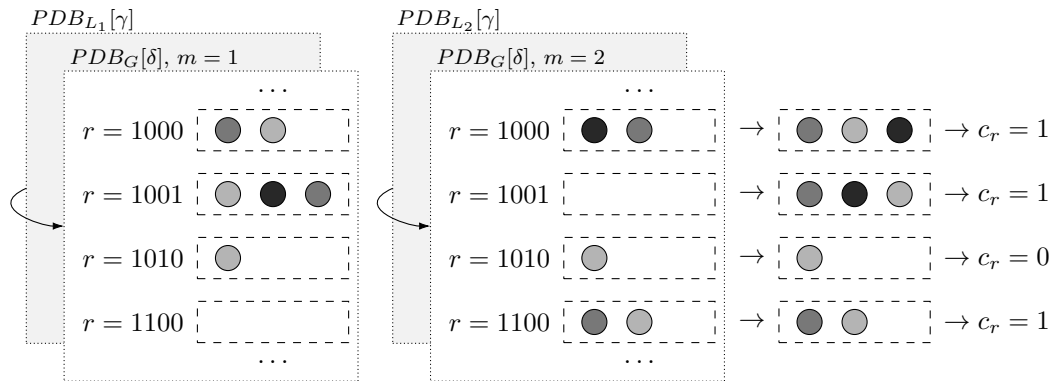 PDB_{L_1}[γ] PDB_{L_2}[γ]
PDB_G[δ], m = 1 PDB_G[δ], m = 2
... ...
r = 1000 r = 1000 → → c_r = 1
r = 1001 r = 1001 → → c_r = 1
r = 1010 r = 1010 → → c_r = 0
r = 1100 r = 1100 → → c_r = 1
... ...